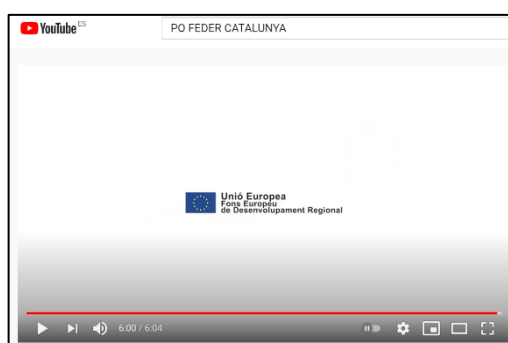 YouTube ES
PO FEDER CATALUNYA
Unió Europea
Fons Europeu
de Desenvolupament Regional
6:00 / 6:04